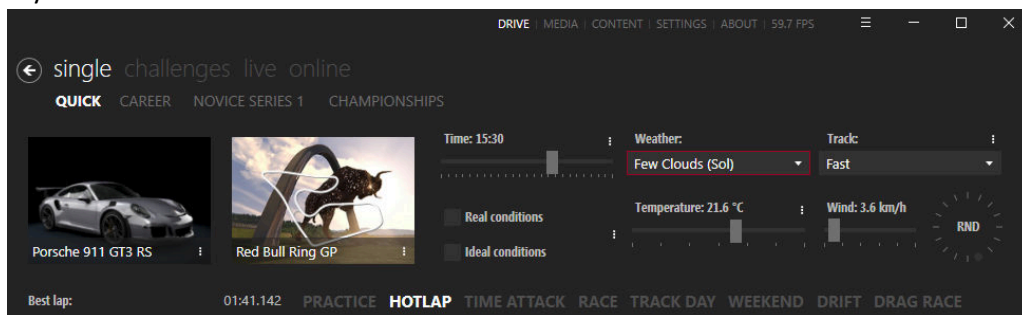 DRIVE | MEDIA | CONTENT | SETTINGS | ABOUT | 59.7 FPS
single challenges live online
QUICK CAREER NOVICE SERIES 1 CHAMPIONSHIPS
Time: 15:30
Weather:
Track:
Few Clouds (Sol)
Fast
Real conditions
Temperature: 21.6 °C
Wind: 3.6 km/h
RND
Porsche 911 GT3 RS
Red Bull Ring GP
Ideal conditions
Best lap: 01:41.142 PRACTICE HOTLAP TIME ATTACK RACE TRACK DAY WEEKEND DRIFT DRAG RACE